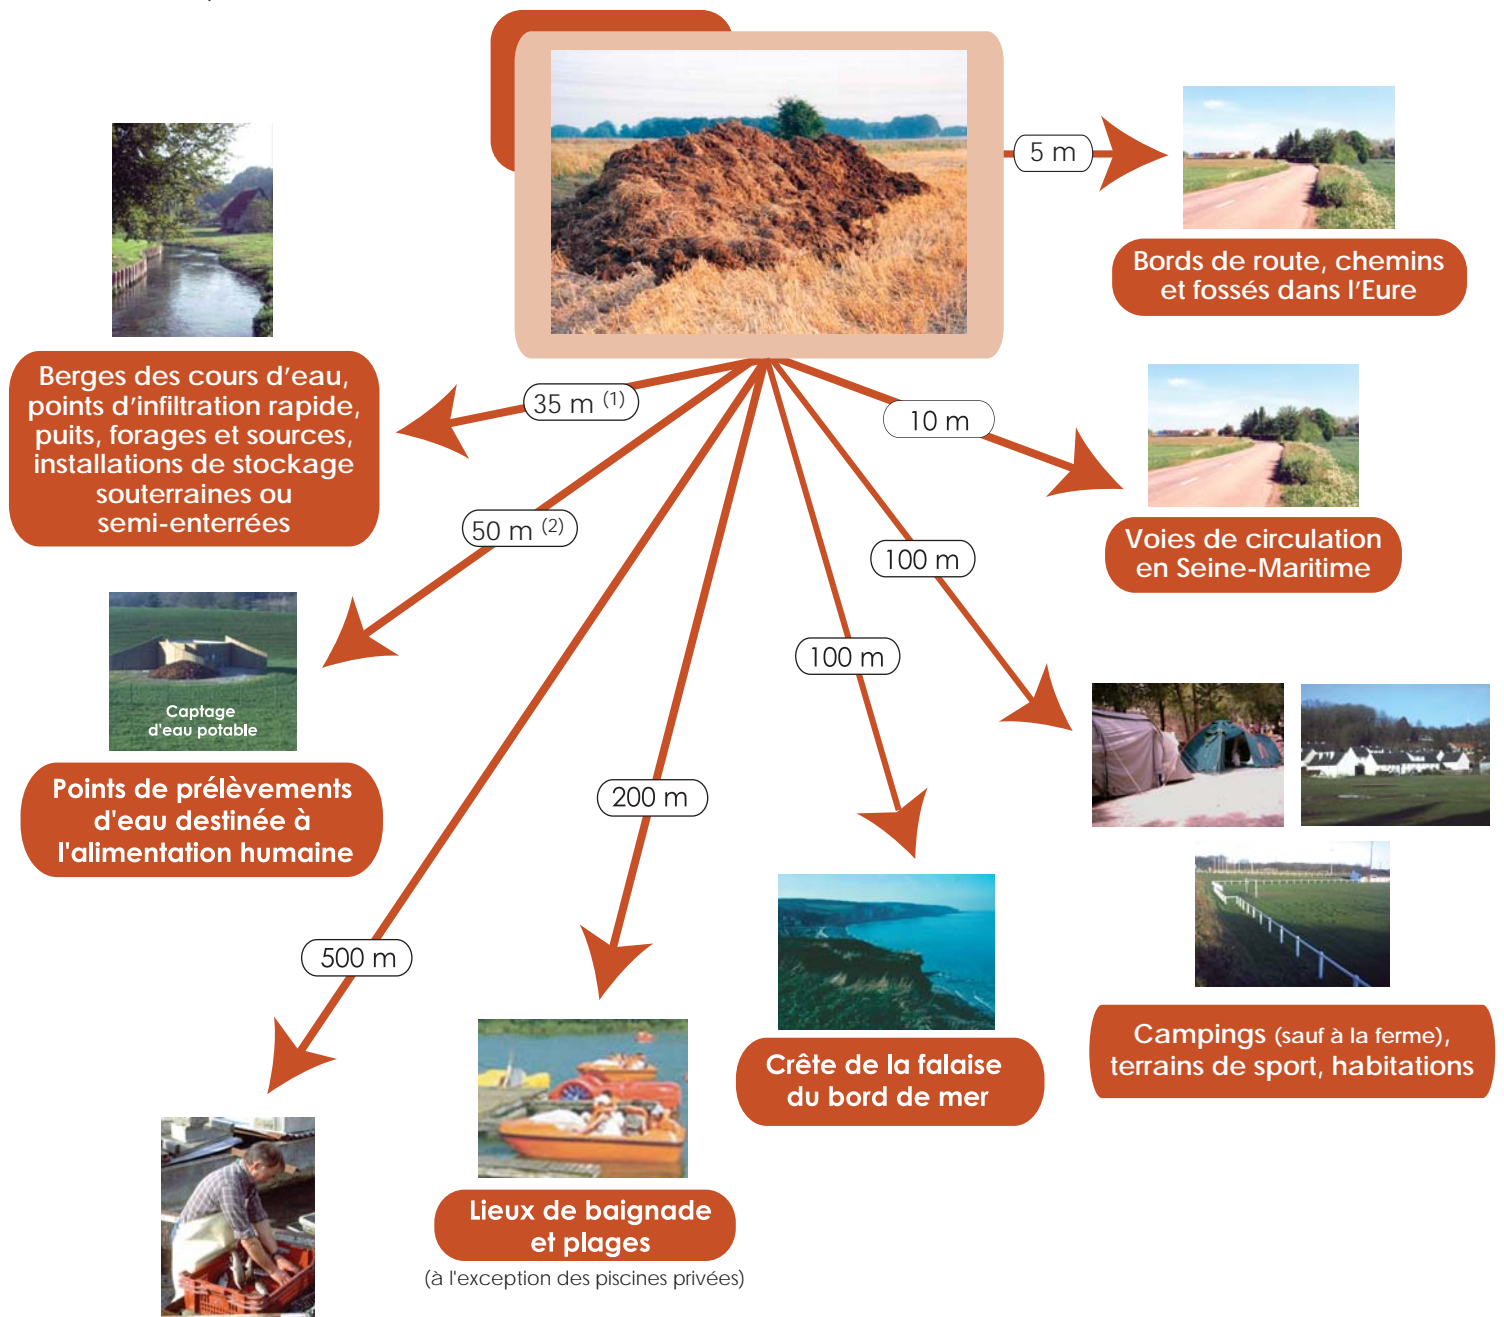 5 m
Bords de route, chemins
et fossés dans l'Eure
35 m (1)
Berges des cours d'eau,
points d'infiltration rapide,
puits, forages et sources,
installations de stockage
souterraines ou
semi-enterrées
10 m
Voies de circulation
en Seine-Maritime
50 m (2)
Captage
d'eau potable
Points de prélèvements
d'eau destinée à
l'alimentation humaine
100 m
100 m
Campings (sauf à la ferme),
terrains de sport, habitations
200 m
Crête de la falaise
du bord de mer
500 m
Lieux de baignade
et plages
(à l'exception des piscines privées)